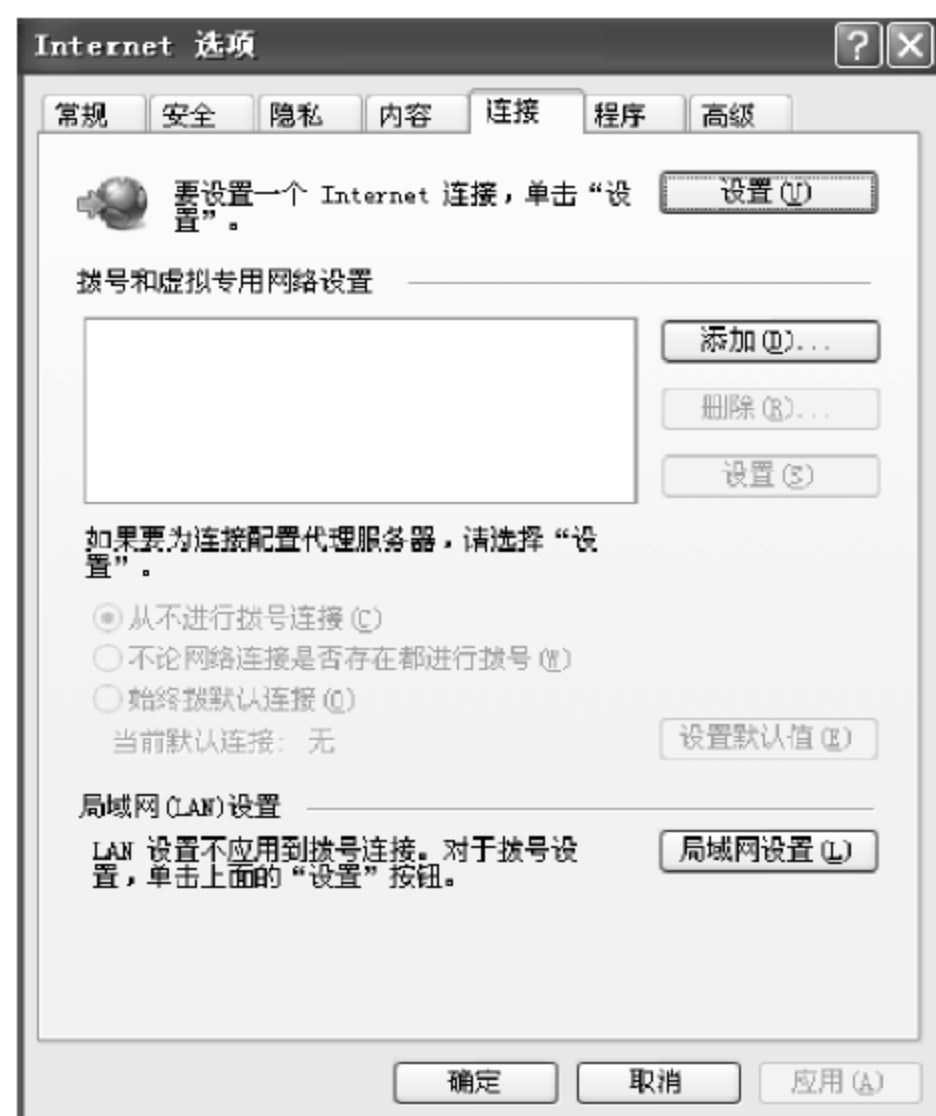 Internet 选项
常规 安全 隐私 内容 连接 程序 高级
要设置一个 Internet 连接，单击“设
置”。
设置(U)
拨号和虚拟专用网络设置
添加(D)...
删除(R)...
设置(S)
如果要为连接配置代理服务器，请选择“设
置”。
从不进行拨号连接(C)
不论网络连接是否存在都进行拨号(W)
始终拨默认连接(O)
当前默认连接： 无
设置默认值(E)
局域网(LAN)设置
LAN 设置不应用到拨号连接。对于拨号设
置，单击上面的“设置”按钮。
局域网设置(L)
确定 取消 应用(A)